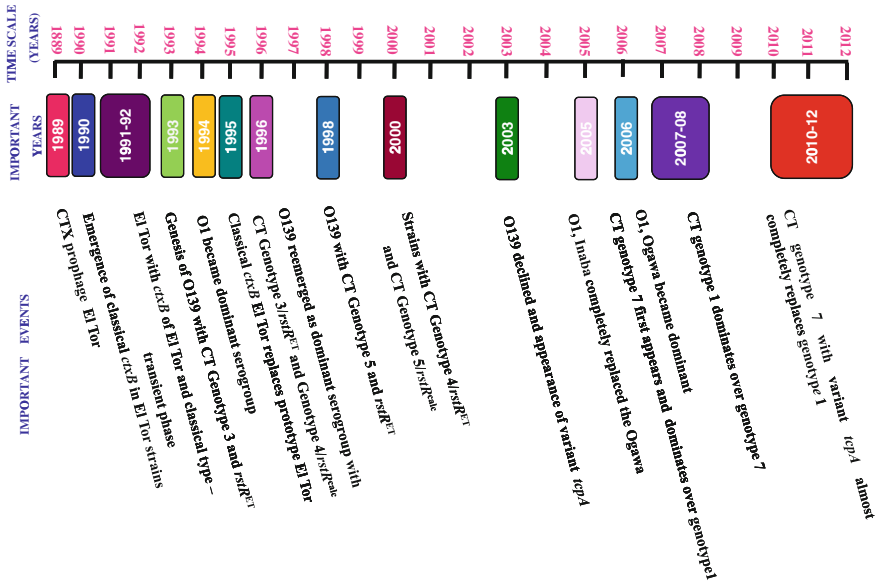 TIME SCALE
(YEARS)
1889
1990
1991
1992
1993
1994
1995
1996
1997
1998
1999
2000
2001
2002
2003
2004
2005
2006
2007
2008
2009
2010
2011
2012
IMPORTANT
YEARS
1989
1990
1991-92
1993
1994
1995
1996
1998
2000
2003
2005
2006
2007-08
2010-12
IMPORTANT EVENTS
CTX prophage El Tor
Emergence of classical ctxB in El Tor strains
El Tor with ctxB of El Tor and classical type –
transient phase
Genesis of O139 with CT Genotype 3 and rstR^ET
O1 became dominant serogroup
Classical ctxB El Tor replaces prototype El Tor
O139 reemerged as dominant serogroup with
CT Genotype 3/rstR^ET and Genotype 4/rstR^calc
O139 with CT Genotype 5 and rstR^ET
Strains with CT Genotype 4/rstR^ET
and CT Genotype 5/rstR^calc
O139 declined and appearance of variant tcpA
O1, Inaba completely replaced the Ogawa
O1, Ogawa became dominant
CT genotype 7 first appears and dominates over genotype1
CT genotype 1 dominates over genotype 7
CT genotype 7 with variant tcpA almost
completely replaces genotype 1